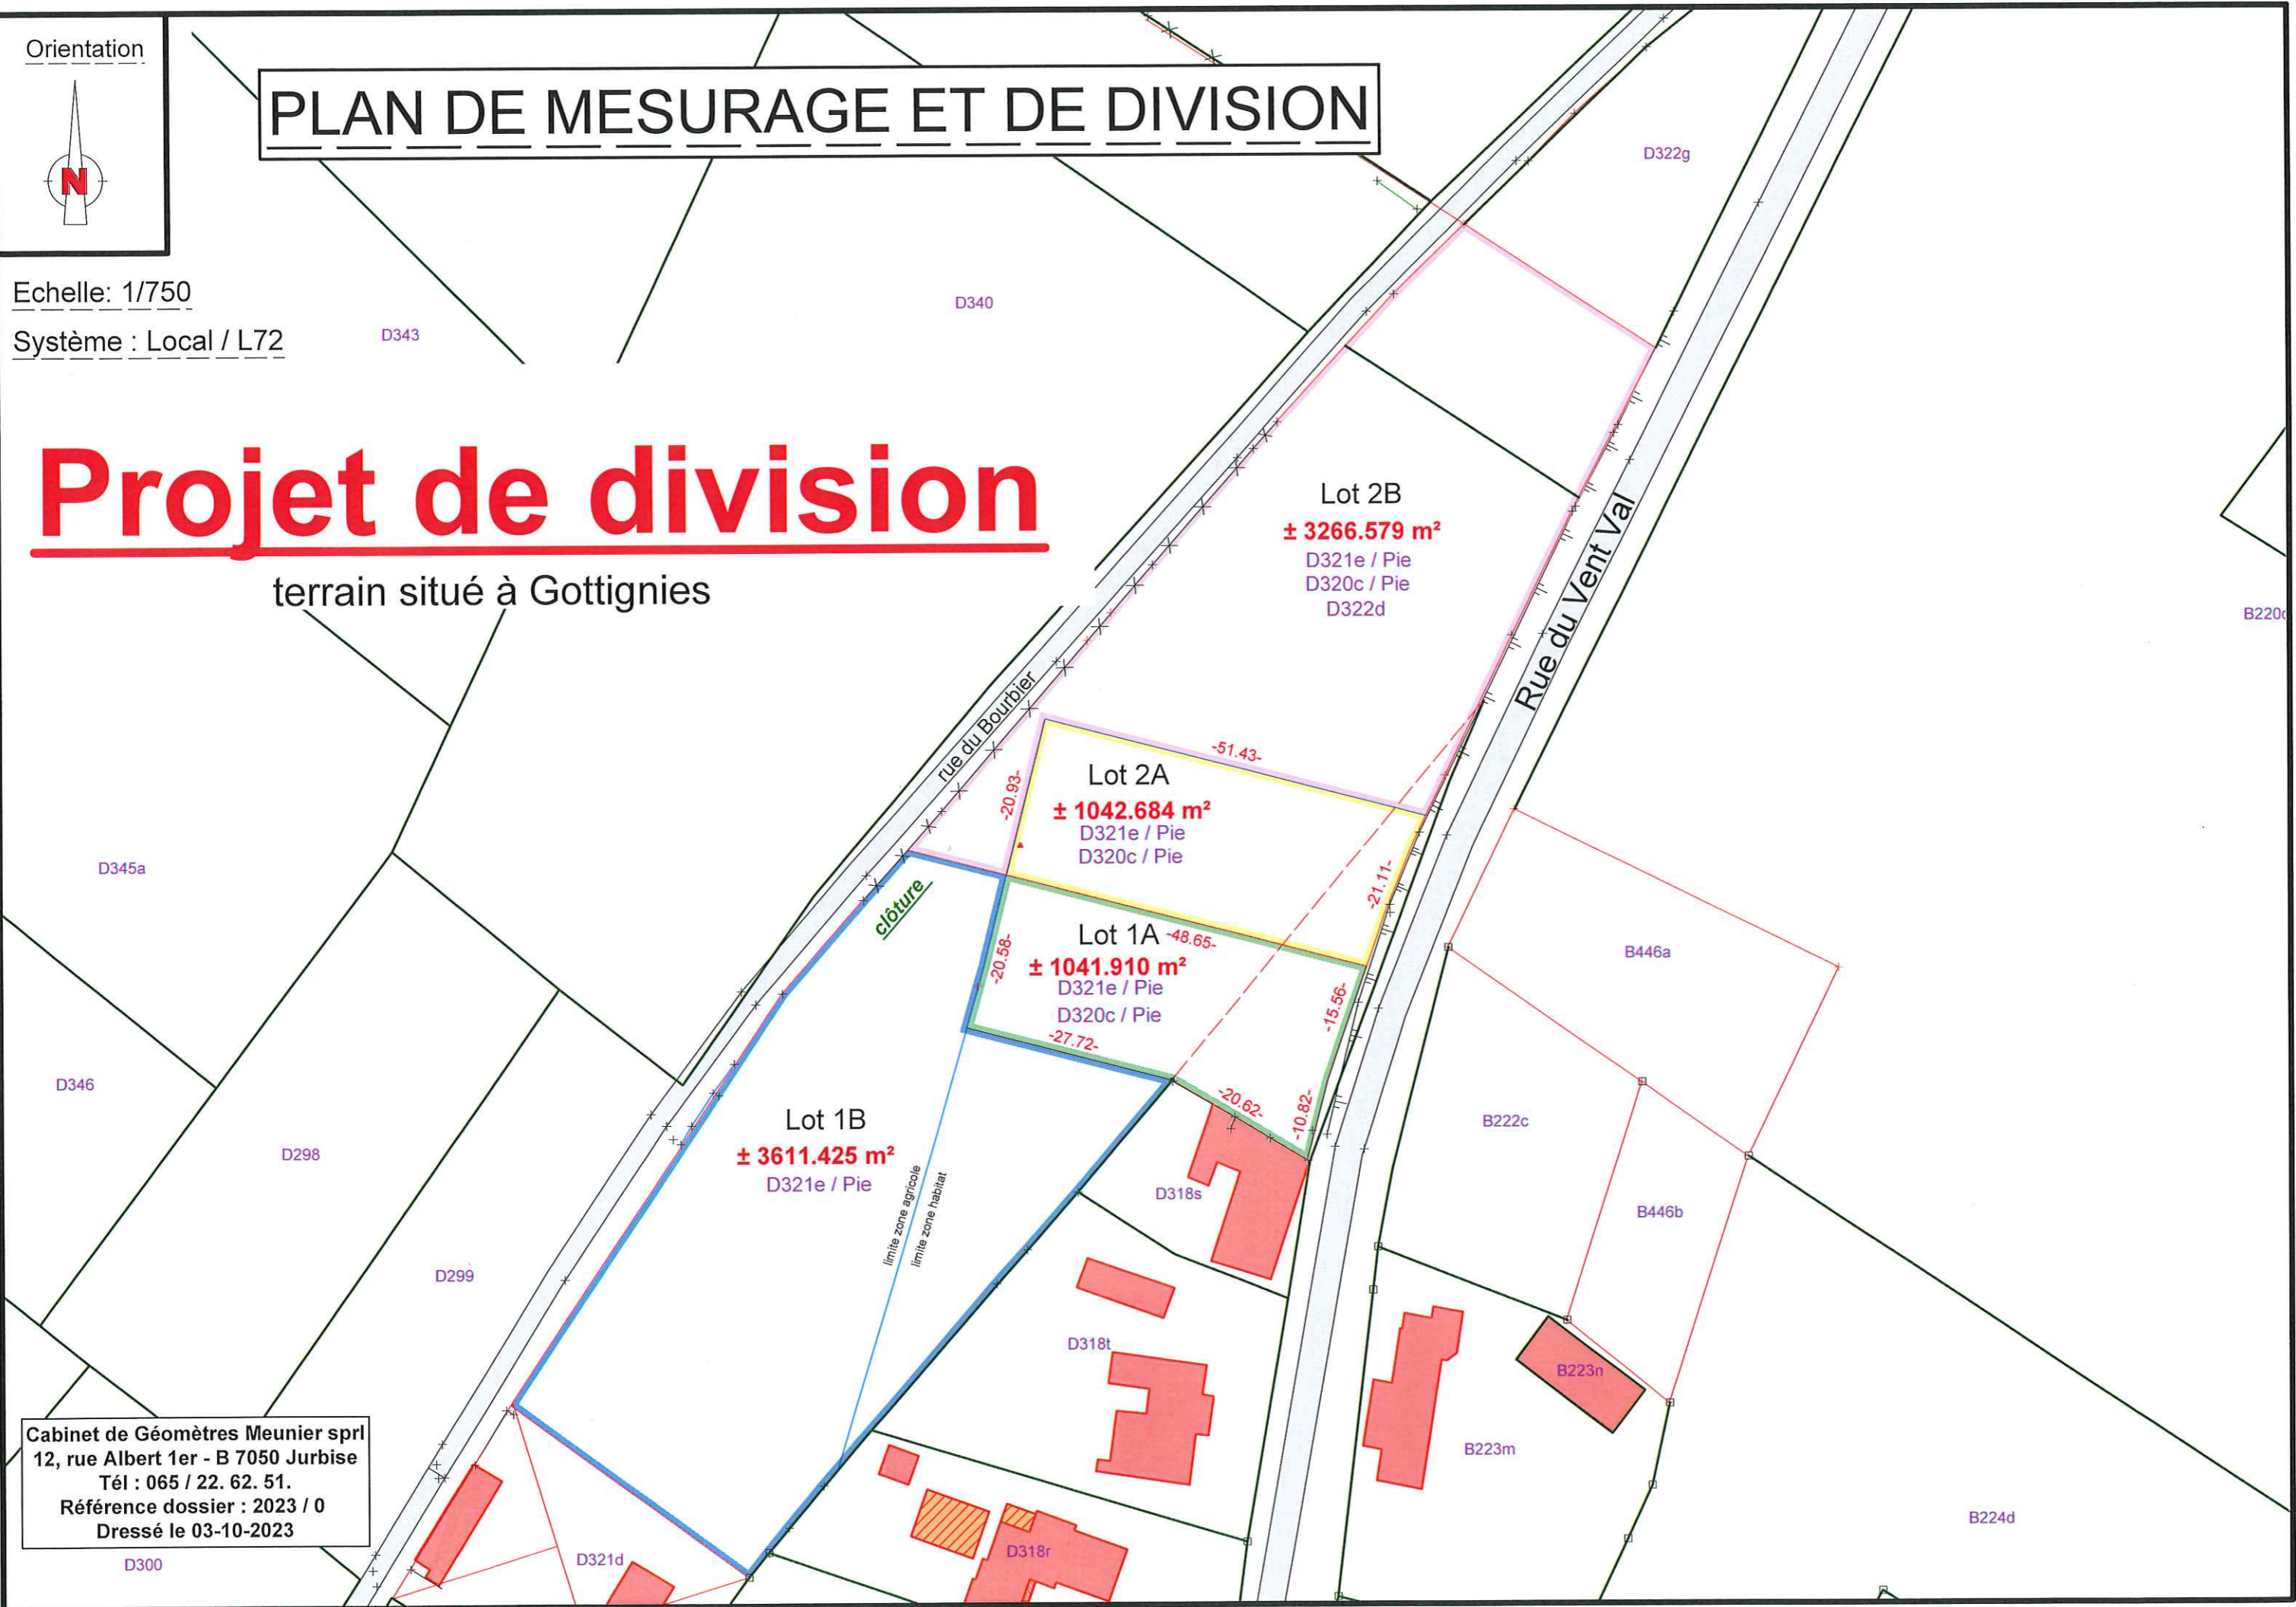 Orientation
N
PLAN DE MESURAGE ET DE DIVISION
Echelle: 1/750
Système : Local / L72
Projet de division
terrain situé à Gottignies
D343
D340
D322g
Lot 2B
± 3266.579 m²
D321e / Pie
D320c / Pie
D322d
Rue du Vent Val
rue du Bourbier
-51.43-
-20.93-
Lot 2A
± 1042.684 m²
D321e / Pie
D320c / Pie
-21.11-
clôture
Lot 1A
-48.65-
± 1041.910 m²
D321e / Pie
D320c / Pie
-20.58-
-15.56-
-27.72-
-20.62-
-10.82-
Lot 1B
± 3611.425 m²
D321e / Pie
limite zone agricole
limite zone habitat
D345a
D346
D298
D299
D318s
D318t
D318r
D321d
D300
B446a
B222c
B446b
B223n
B223m
B224d
Cabinet de Géomètres Meunier sprl
12, rue Albert 1er - B 7050 Jurbise
Tél : 065 / 22. 62. 51.
Référence dossier : 2023 / 0
Dressé le 03-10-2023